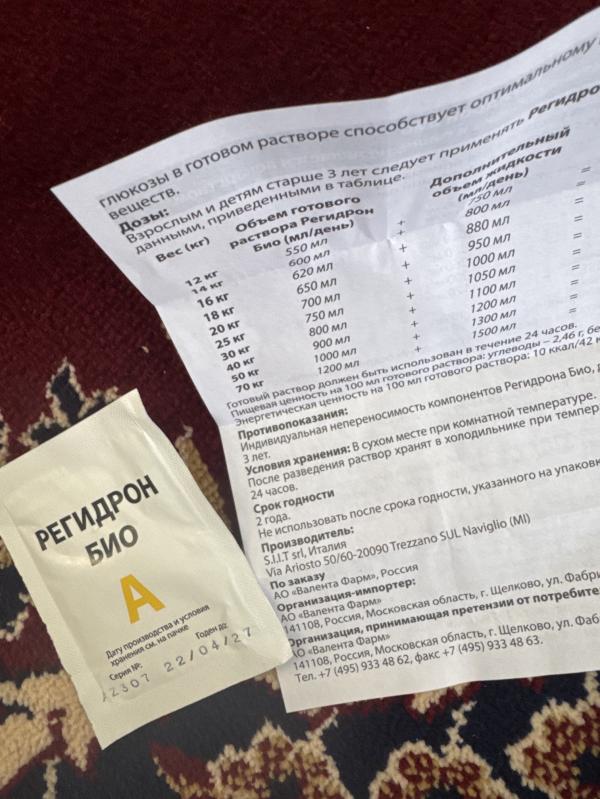 глюкозы в готовом растворе способствует оптимальному
веществ.
Дозы:
Взрослым и детям старше 3 лет следует применять Регидро
данными, приведенными в таблице.
Вес (кг) Объем готового раствора Регидрон Био (мл/день) Дополнительный объем жидкости (мл/день)
12 кг 550 мл + 750 мл =
14 кг 600 мл + 800 мл =
16 кг 620 мл + 880 мл =
18 кг 650 мл + 950 мл =
20 кг 700 мл + 1000 мл =
25 кг 750 мл + 1050 мл =
30 кг 800 мл + 1100 мл =
40 кг 900 мл + 1200 мл =
50 кг 1000 мл + 1300 мл =
70 кг 1200 мл + 1500 мл =
Готовый раствор должен быть использован в течение 24 часов.
Пищевая ценность на 100 мл готового раствора: углеводы – 2,46 г, бе
Энергетическая ценность на 100 мл готового раствора: 10 ккал/42 к
Противопоказания:
Индивидуальная непереносимость компонентов Регидрона Био, д
3 лет.
Условия хранения: В сухом месте при комнатной температуре.
После разведения раствор хранят в холодильнике при темпер
24 часов.
Срок годности
2 года.
Не использовать после срока годности, указанного на упаковк
Производитель:
S.I.I.T srl, Италия
Via Ariosto 50/60-20090 Trezzano SUL Naviglio (MI)
По заказу
АО «Валента Фарм», Россия
Организация-импортер:
АО «Валента Фарм»
141108, Россия, Московская область, г. Щелково, ул. Фабри
Организация, принимающая претензии от потребите
АО «Валента Фарм»
141108, Россия, Московская область, г. Щелково, ул. Фаб
Тел. +7 (495) 933 48 62, факс +7 (495) 933 48 63.
РЕГИДРОН
БИО
А
Дату производства и условия
хранения см. на пачке
Серия №: Годен до:
12307 22/04/27